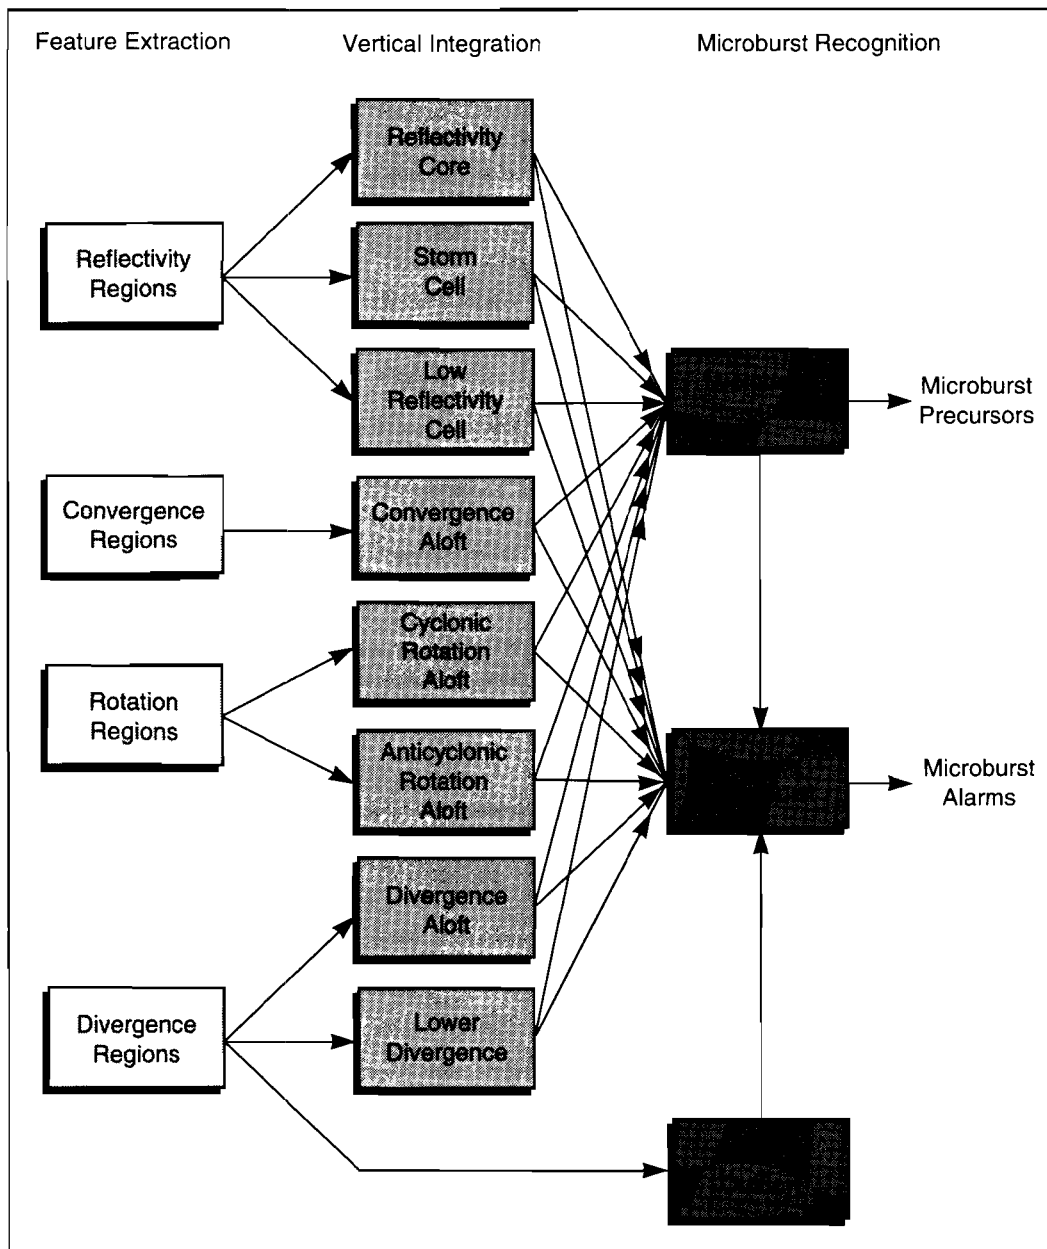 Feature Extraction
Vertical Integration
Microburst Recognition
Reflectivity
Core
Storm
Cell
Low
Reflectivity
Cell
Convergence
Aloft
Cyclonic
Rotation
Aloft
Anticyclonic
Rotation
Aloft
Divergence
Aloft
Lower
Divergence
Reflectivity
Regions
Convergence
Regions
Rotation
Regions
Divergence
Regions
Microburst
Precursors
Microburst
Alarms